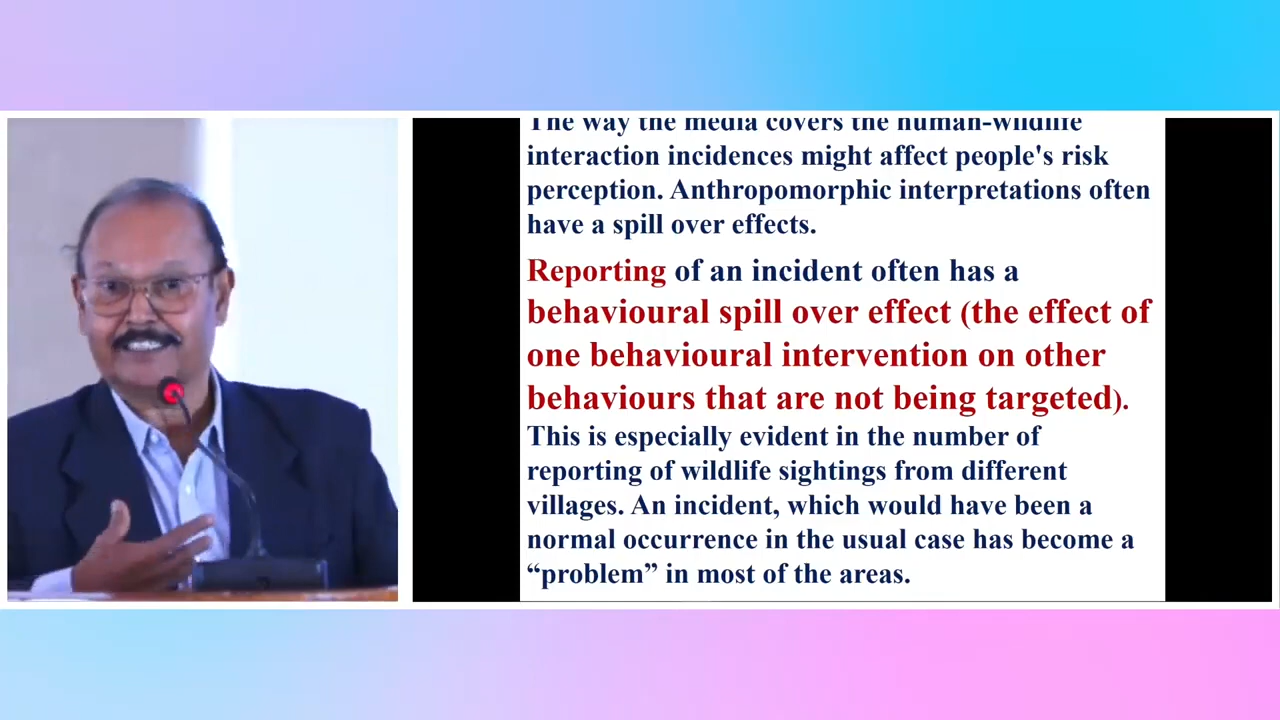 The way the media covers the human-wildlife
interaction incidences might affect people's risk
perception. Anthropomorphic interpretations often
have a spill over effects.
Reporting of an incident often has a
behavioural spill over effect (the effect of
one behavioural intervention on other
behaviours that are not being targeted).
This is especially evident in the number of
reporting of wildlife sightings from different
villages. An incident, which would have been a
normal occurrence in the usual case has become a
“problem” in most of the areas.